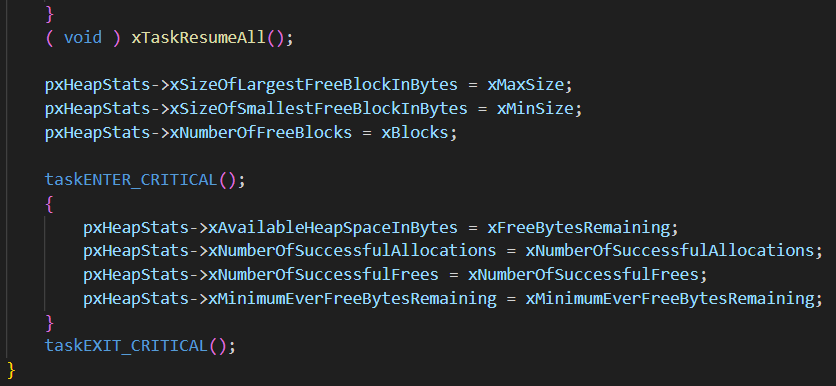 }
( void ) xTaskResumeAll();
pxHeapStats->xSizeOfLargestFreeBlockInBytes = xMaxSize;
pxHeapStats->xSizeOfSmallestFreeBlockInBytes = xMinSize;
pxHeapStats->xNumberOfFreeBlocks = xBlocks;
taskENTER_CRITICAL();
{
pxHeapStats->xAvailableHeapSpaceInBytes = xFreeBytesRemaining;
pxHeapStats->xNumberOfSuccessfulAllocations = xNumberOfSuccessfulAllocations;
pxHeapStats->xNumberOfSuccessfulFrees = xNumberOfSuccessfulFrees;
pxHeapStats->xMinimumEverFreeBytesRemaining = xMinimumEverFreeBytesRemaining;
}
taskEXIT_CRITICAL();
}